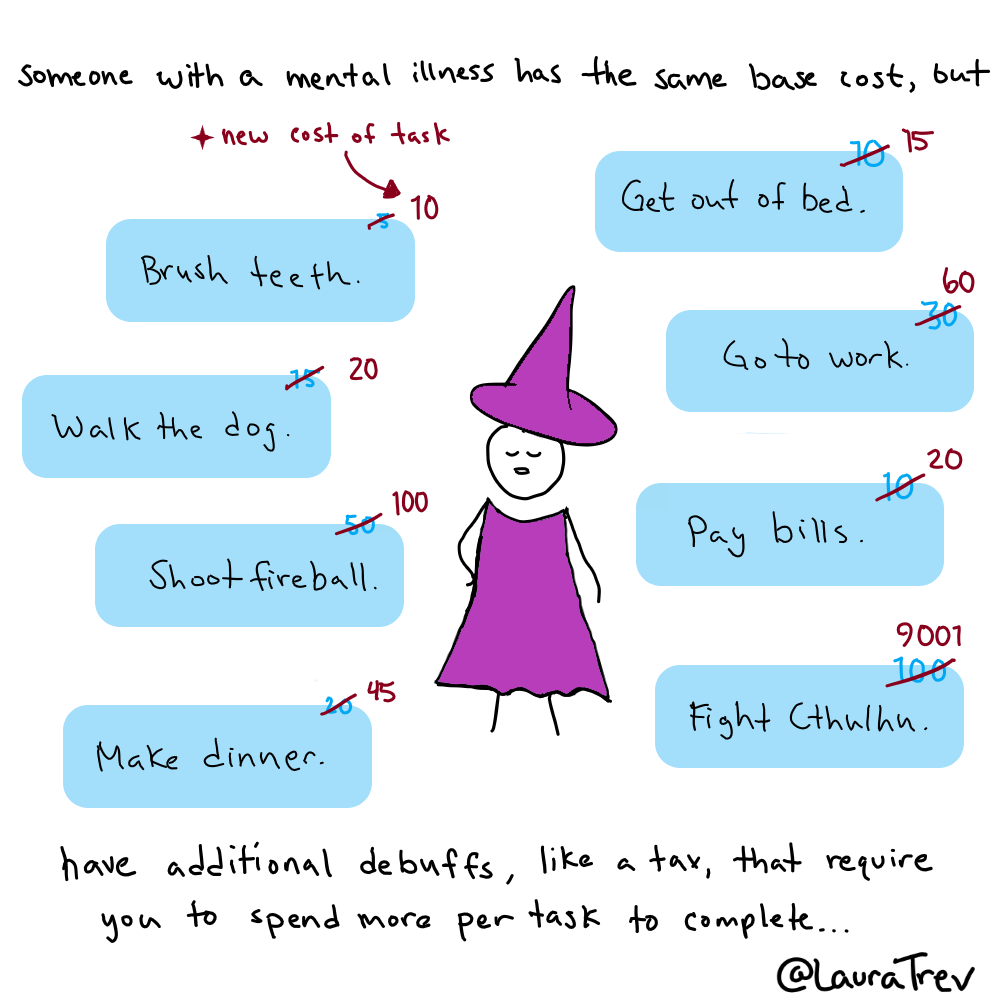 Someone with a mental illness has the same base cost, but
+ new cost of task
5 10
Brush teeth.
10 15
Get out of bed.
15 20
Walk the dog.
30 60
Go to work.
50 100
Shoot fireball.
10 20
Pay bills.
20 45
Make dinner.
100 9001
Fight Cthulhu.
have additional debuffs, like a tax, that require
you to spend more per task to complete...
@LauraTrev